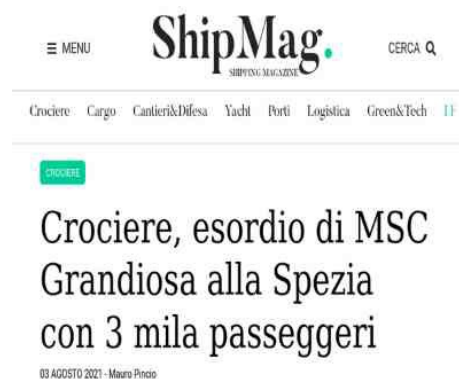 ☰ MENU
ShipMag.
SHIPPING MAGAZINE
CERCA
Crociere Cargo Cantieri&Difesa Yacht Porti Logistica Green&Tech
CROCIERE
Crociere, esordio di MSC
Grandiosa alla Spezia
con 3 mila passeggeri
03 AGOSTO 2021 - Mauro Pincio